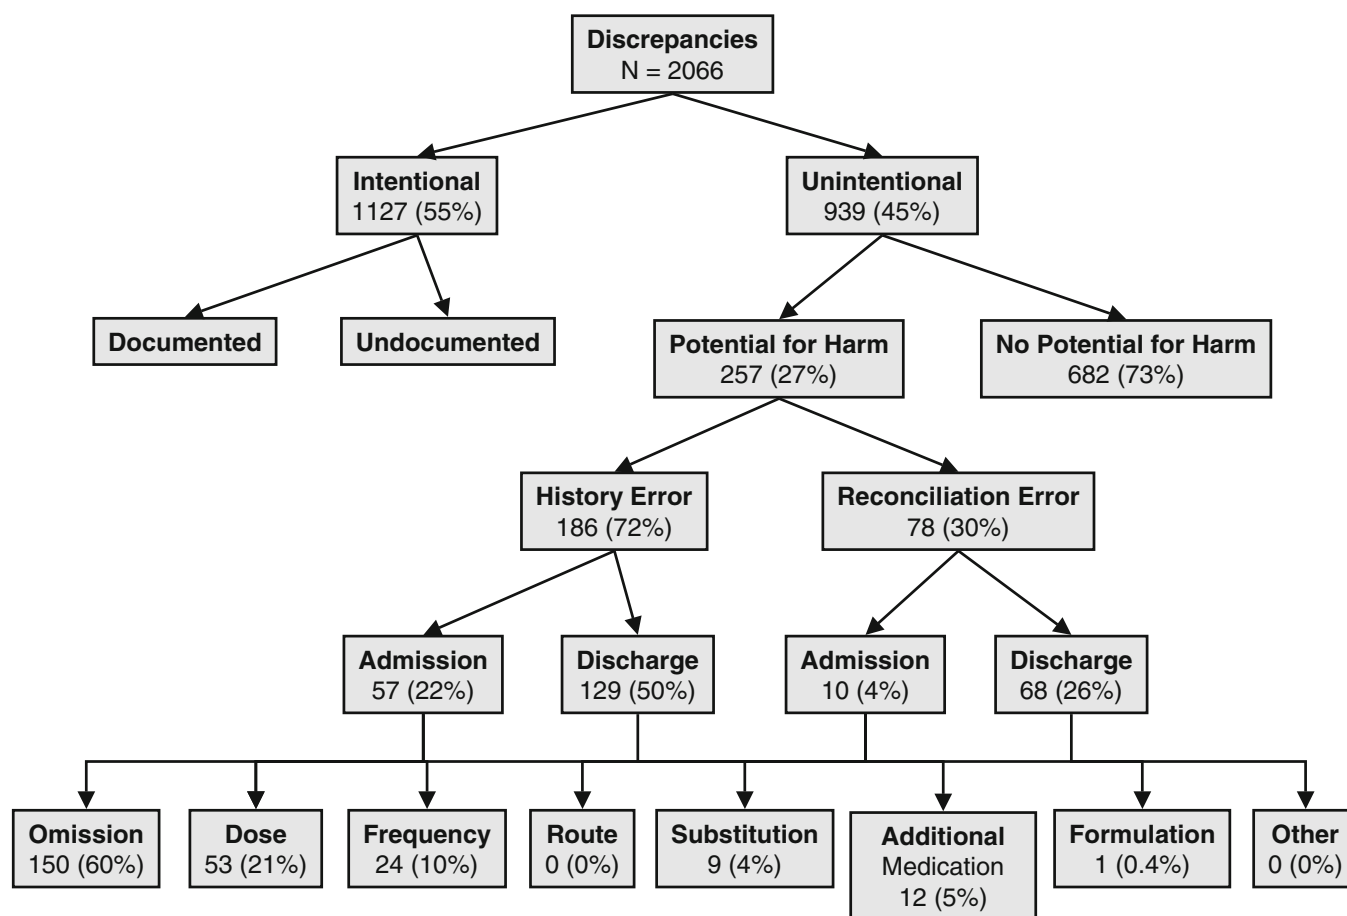 Discrepancies
N = 2066
Intentional
1127 (55%)
Unintentional
939 (45%)
Documented
Undocumented
Potential for Harm
257 (27%)
No Potential for Harm
682 (73%)
History Error
186 (72%)
Reconciliation Error
78 (30%)
Admission
57 (22%)
Discharge
129 (50%)
Admission
10 (4%)
Discharge
68 (26%)
Omission
150 (60%)
Dose
53 (21%)
Frequency
24 (10%)
Route
0 (0%)
Substitution
9 (4%)
Additional
Medication
12 (5%)
Formulation
1 (0.4%)
Other
0 (0%)